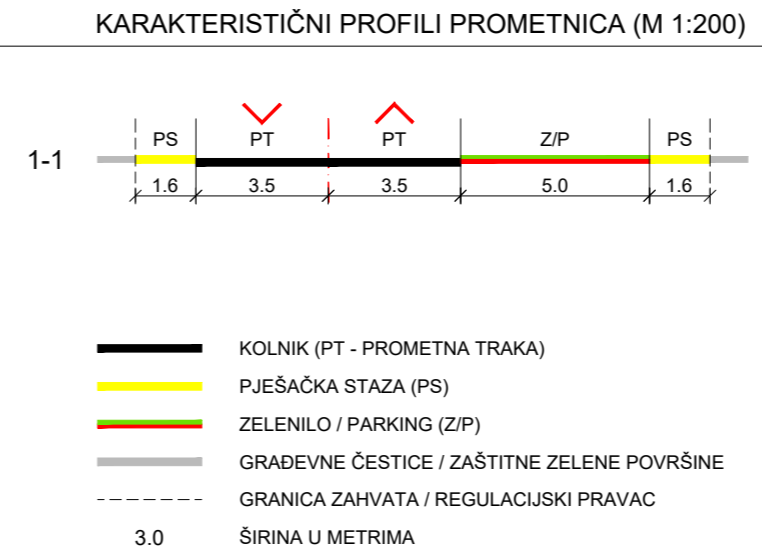 KARAKTERISTIČNI PROFILI PROMETNICA (M 1:200)
PS PT PT Z/P PS
1-1
1.6 3.5 3.5 5.0 1.6
KOLNIK (PT - PROMETNA TRAKA)
PJEŠAČKA STAZA (PS)
ZELENILO / PARKING (Z/P)
GRAĐEVNE ČESTICE / ZAŠTITNE ZELENE POVRŠINE
GRANICA ZAHVATA / REGULACIJSKI PRAVAC
3.0 ŠIRINA U METRIMA